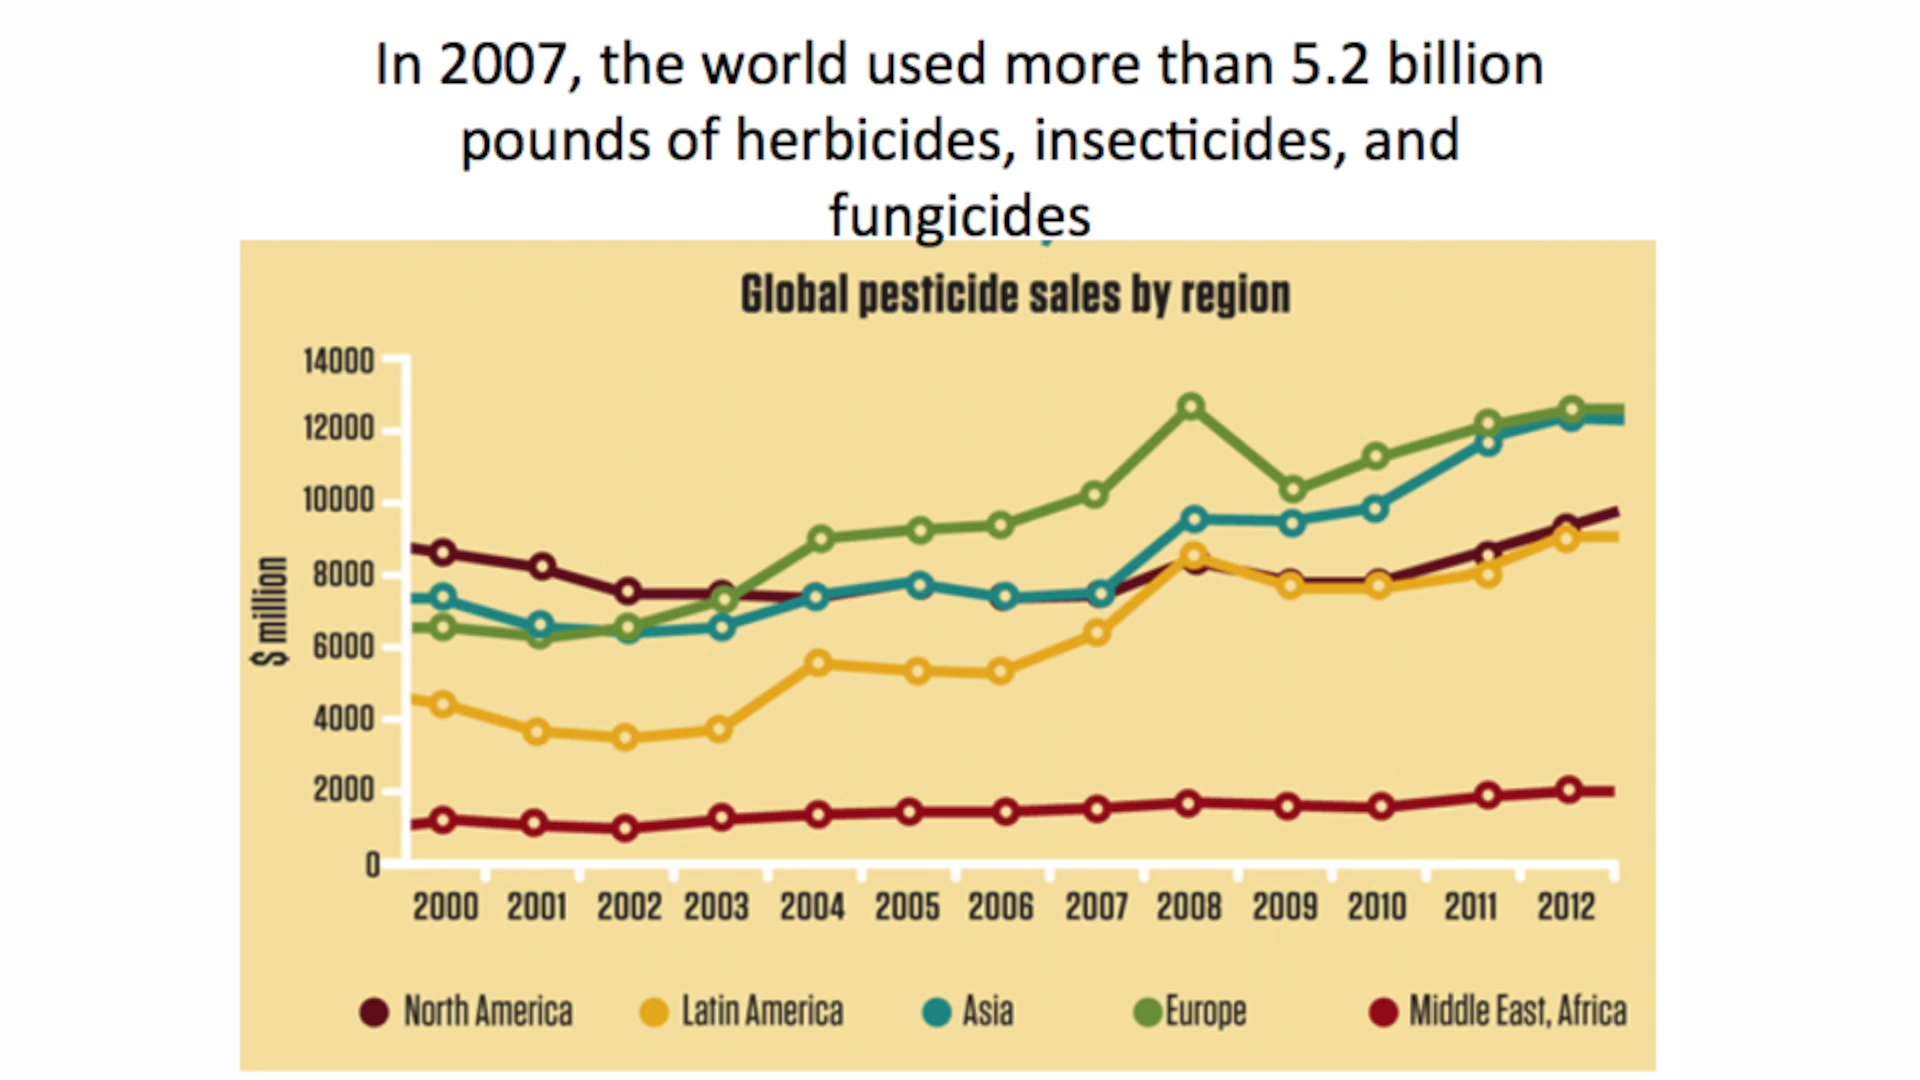 In 2007, the world used more than 5.2 billion
pounds of herbicides, insecticides, and
fungicides
Global pesticide sales by region
14000
12000
10000
8000
6000
4000
2000
0
$ million
2000 2001 2002 2003 2004 2005 2006 2007 2008 2009 2010 2011 2012
North America Latin America Asia Europe Middle East, Africa